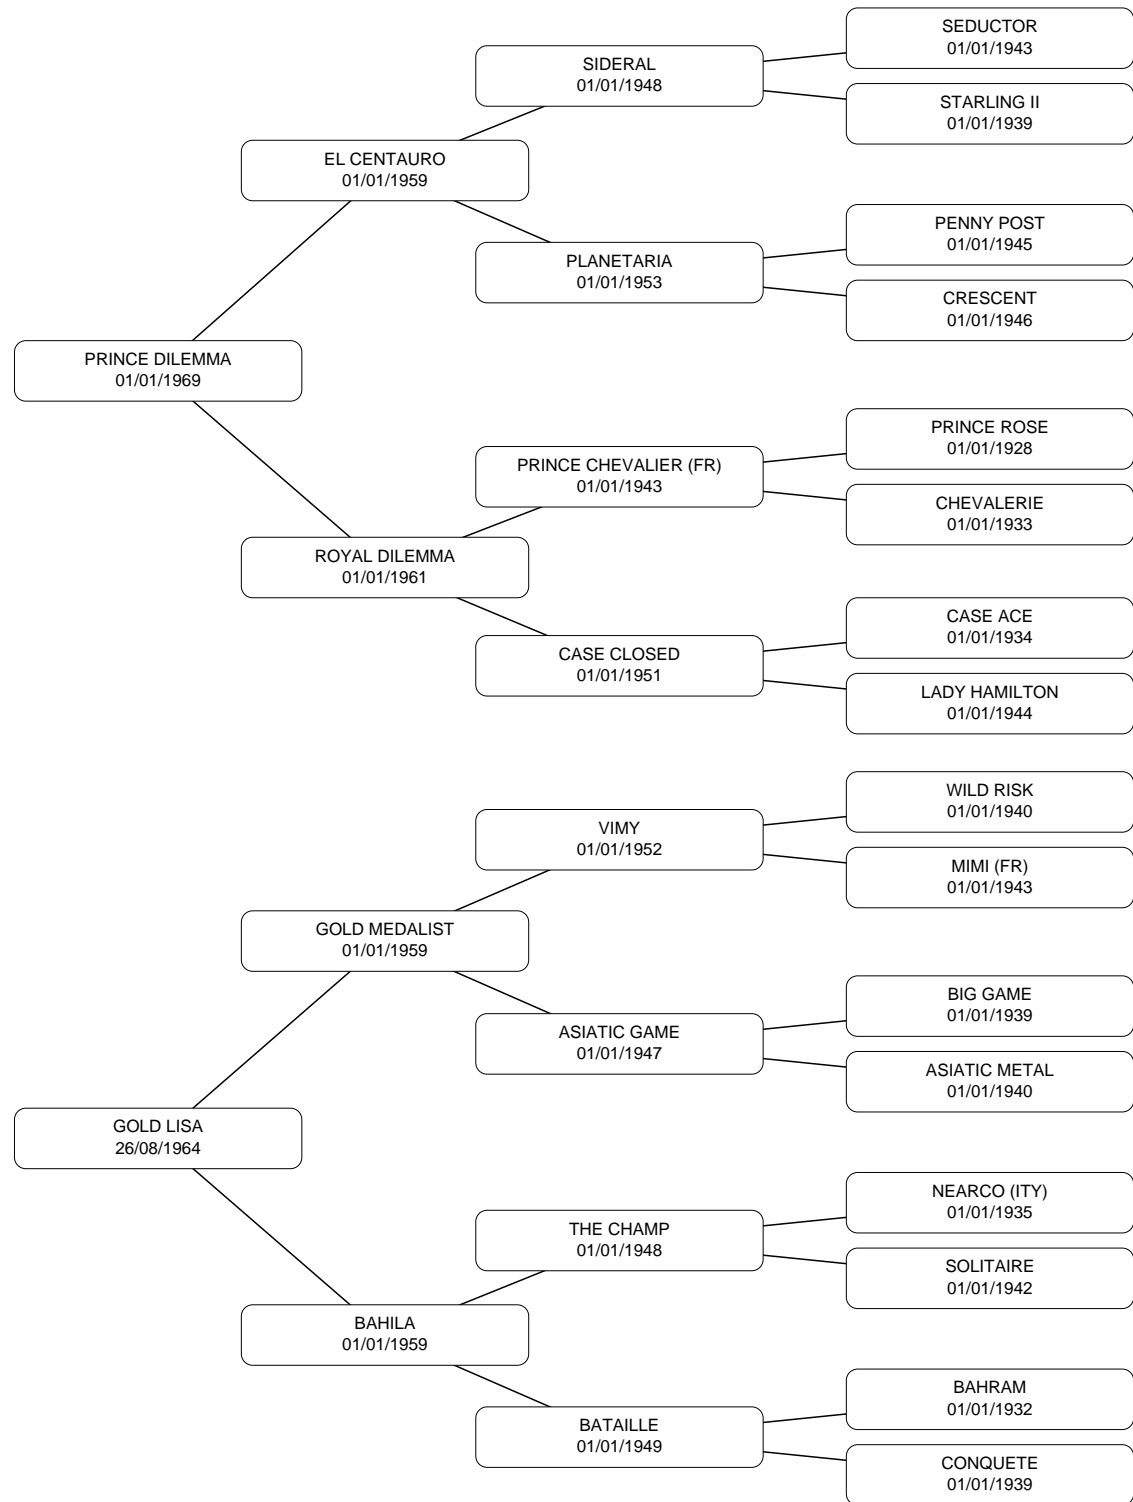 SEDUCTOR
01/01/1943
SIDERAL
01/01/1948
STARLING II
01/01/1939
EL CENTAURO
01/01/1959
PENNY POST
01/01/1945
PLANETARIA
01/01/1953
CRESCENT
01/01/1946
PRINCE DILEMMA
01/01/1969
PRINCE ROSE
01/01/1928
PRINCE CHEVALIER (FR)
01/01/1943
CHEVALERIE
01/01/1933
ROYAL DILEMMA
01/01/1961
CASE ACE
01/01/1934
CASE CLOSED
01/01/1951
LADY HAMILTON
01/01/1944
WILD RISK
01/01/1940
VIMY
01/01/1952
MIMI (FR)
01/01/1943
GOLD MEDALIST
01/01/1959
BIG GAME
01/01/1939
ASIATIC GAME
01/01/1947
ASIATIC METAL
01/01/1940
GOLD LISA
26/08/1964
NEARCO (ITY)
01/01/1935
THE CHAMP
01/01/1948
SOLITAIRE
01/01/1942
BAHILA
01/01/1959
BAHRAM
01/01/1932
BATAILLE
01/01/1949
CONQUETE
01/01/1939